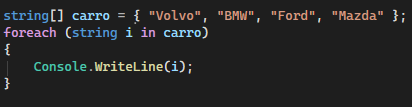 string[] carro = { "Volvo", "BMW", "Ford", "Mazda" };
foreach (string i in carro)
{
    Console.WriteLine(i);
}